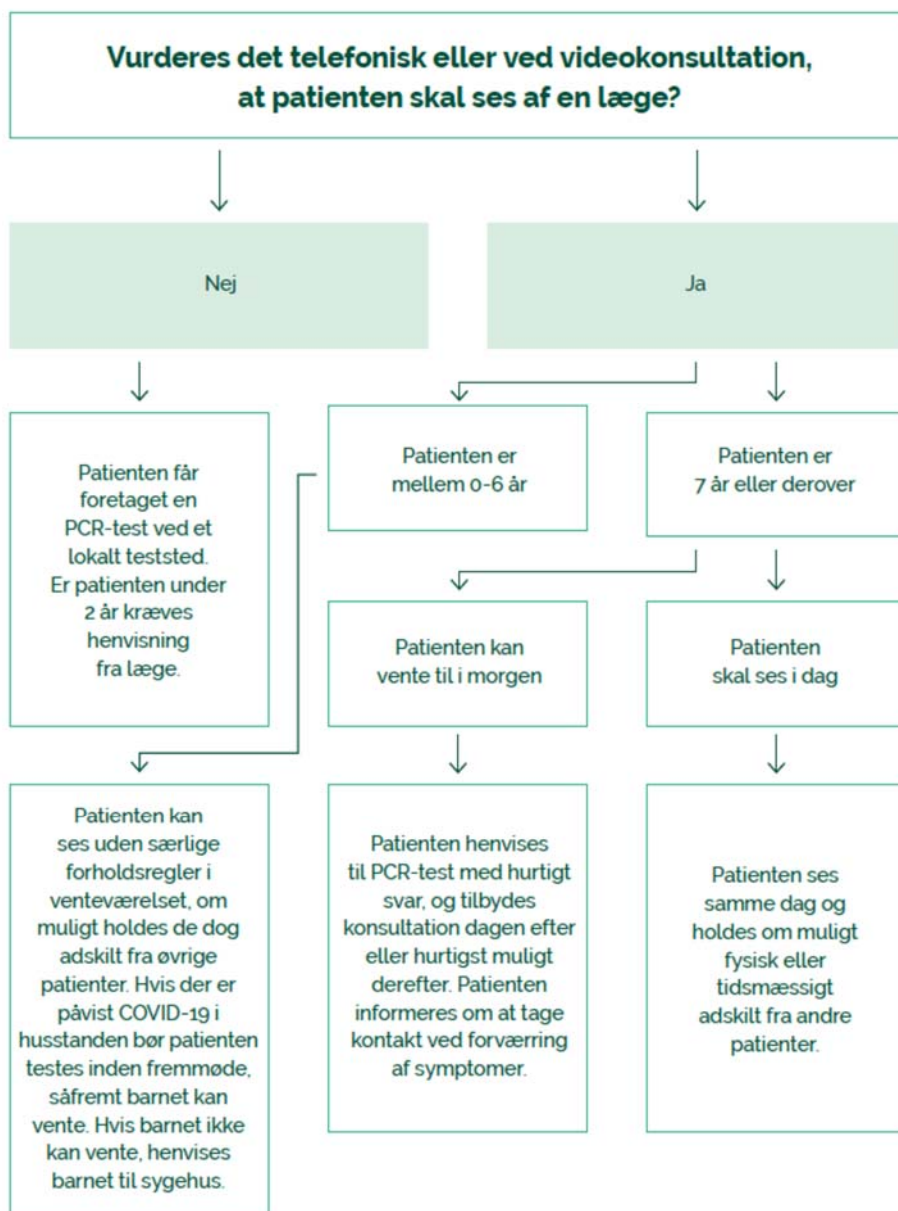 Vurderes det telefonisk eller ved videokonsultation,
at patienten skal ses af en læge?
Nej
Ja
Patienten får
foretaget en
PCR-test ved et
lokalt teststed.
Er patienten under
2 år kræves
henvisning
fra læge.
Patienten er
mellem 0-6 år
Patienten er
7 år eller derover
Patienten kan
vente til i morgen
Patienten
skal ses i dag
Patienten kan
ses uden særlige
forholdsregler i
venteværelset, om
muligt holdes de dog
adskilt fra øvrige
patienter. Hvis der er
påvist COVID-19 i
husstanden bør patienten
testes inden fremmøde,
såfremt barnet kan
vente. Hvis barnet ikke
kan vente, henvises
barnet til sygehus.
Patienten henvises
til PCR-test med hurtigt
svar, og tilbydes
konsultation dagen efter
eller hurtigst muligt
derefter. Patienten
informeres om at tage
kontakt ved forværring
af symptomer.
Patienten ses
samme dag og
holdes om muligt
fysisk eller
tidsmæssigt
adskilt fra andre
patienter.